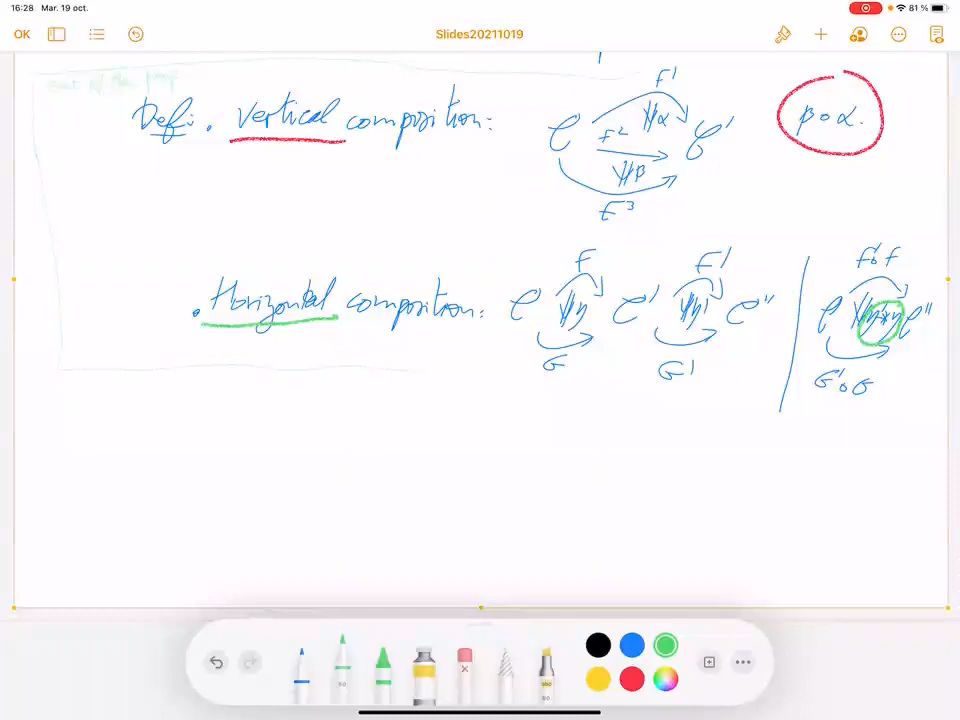 16:28 Mar. 19 oct. 81 %
OK Slides20211019
Def: . Vertical composition: C F¹ ⇓α F² ⇓β F³ C' β∘α.
. Horizontal composition: C F ⇓η G C' F' ⇓η' G' C'' | C F'∘F ⇓η'*η G'∘G C''